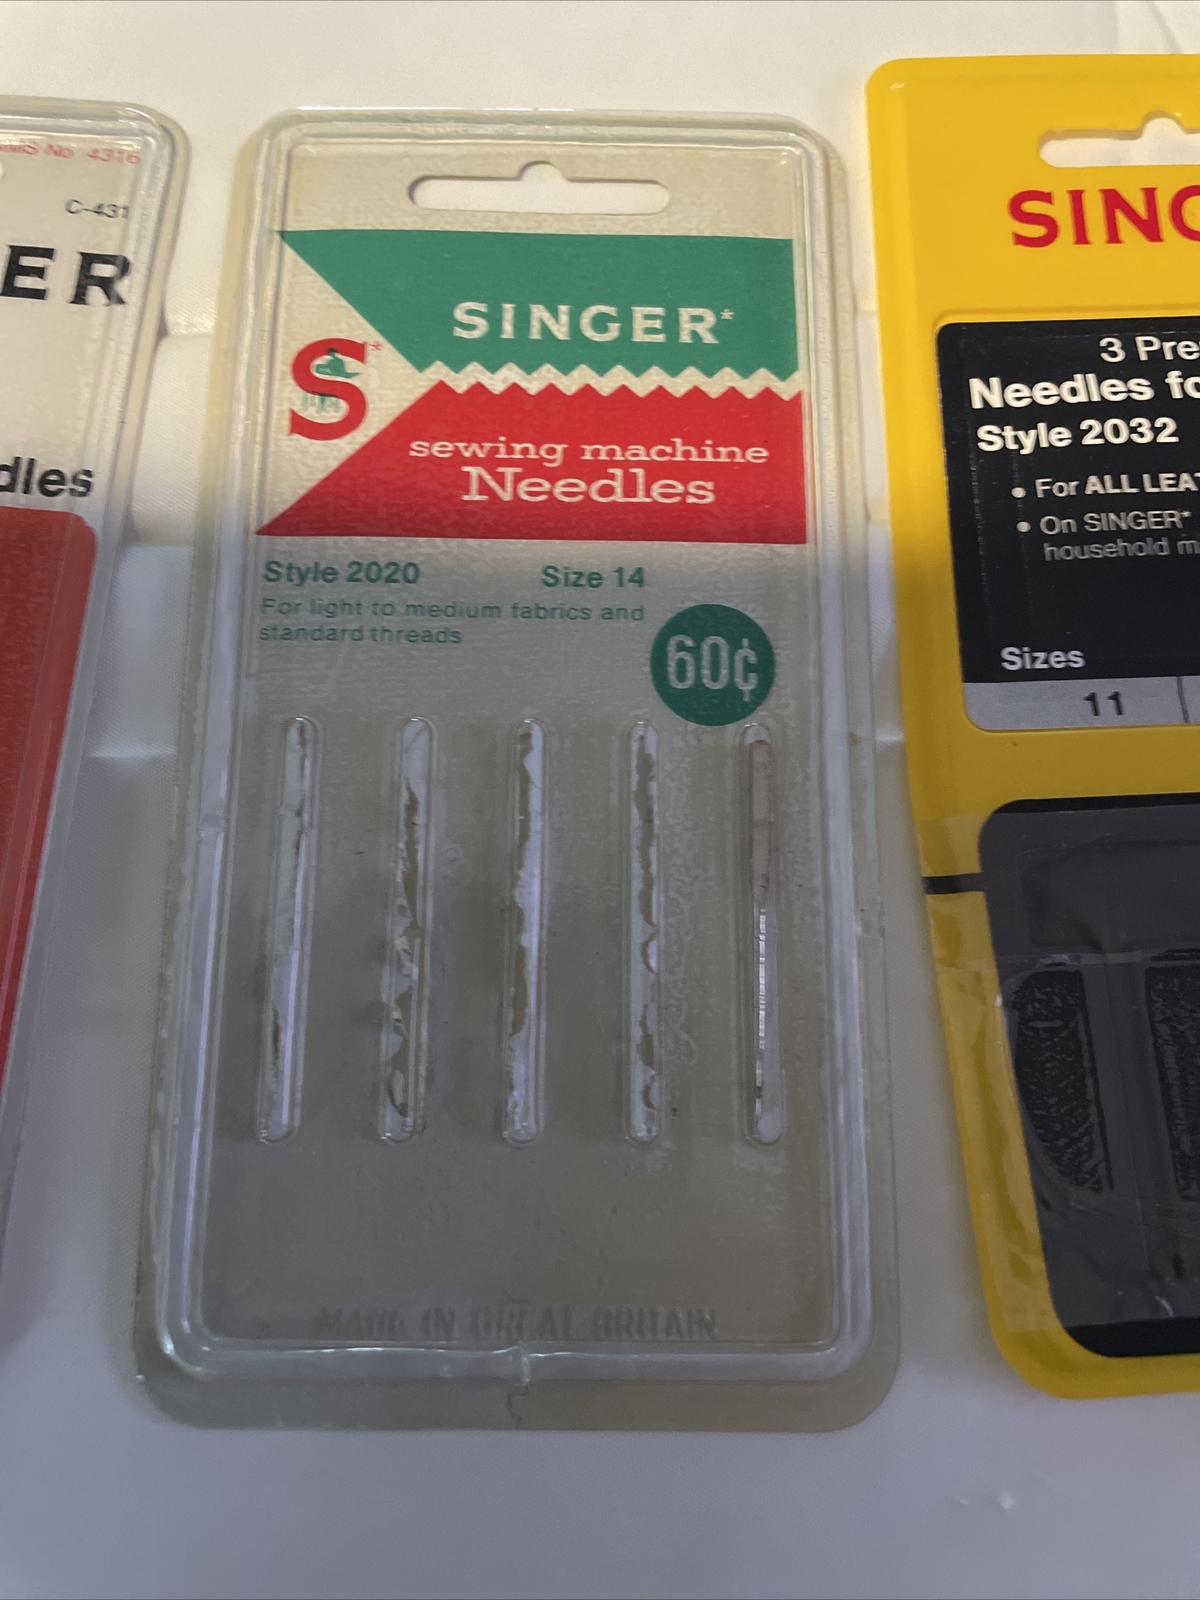 No 4316
C-431
ER
dles
SINGER*
S*
sewing machine
Needles
Style 2020 Size 14
For light to medium fabrics and
standard threads
60¢
MADE IN GREAT BRITAIN
SING
3 Pre
Needles fo
Style 2032
• For ALL LEAT
• On SINGER*
household m
Sizes
11